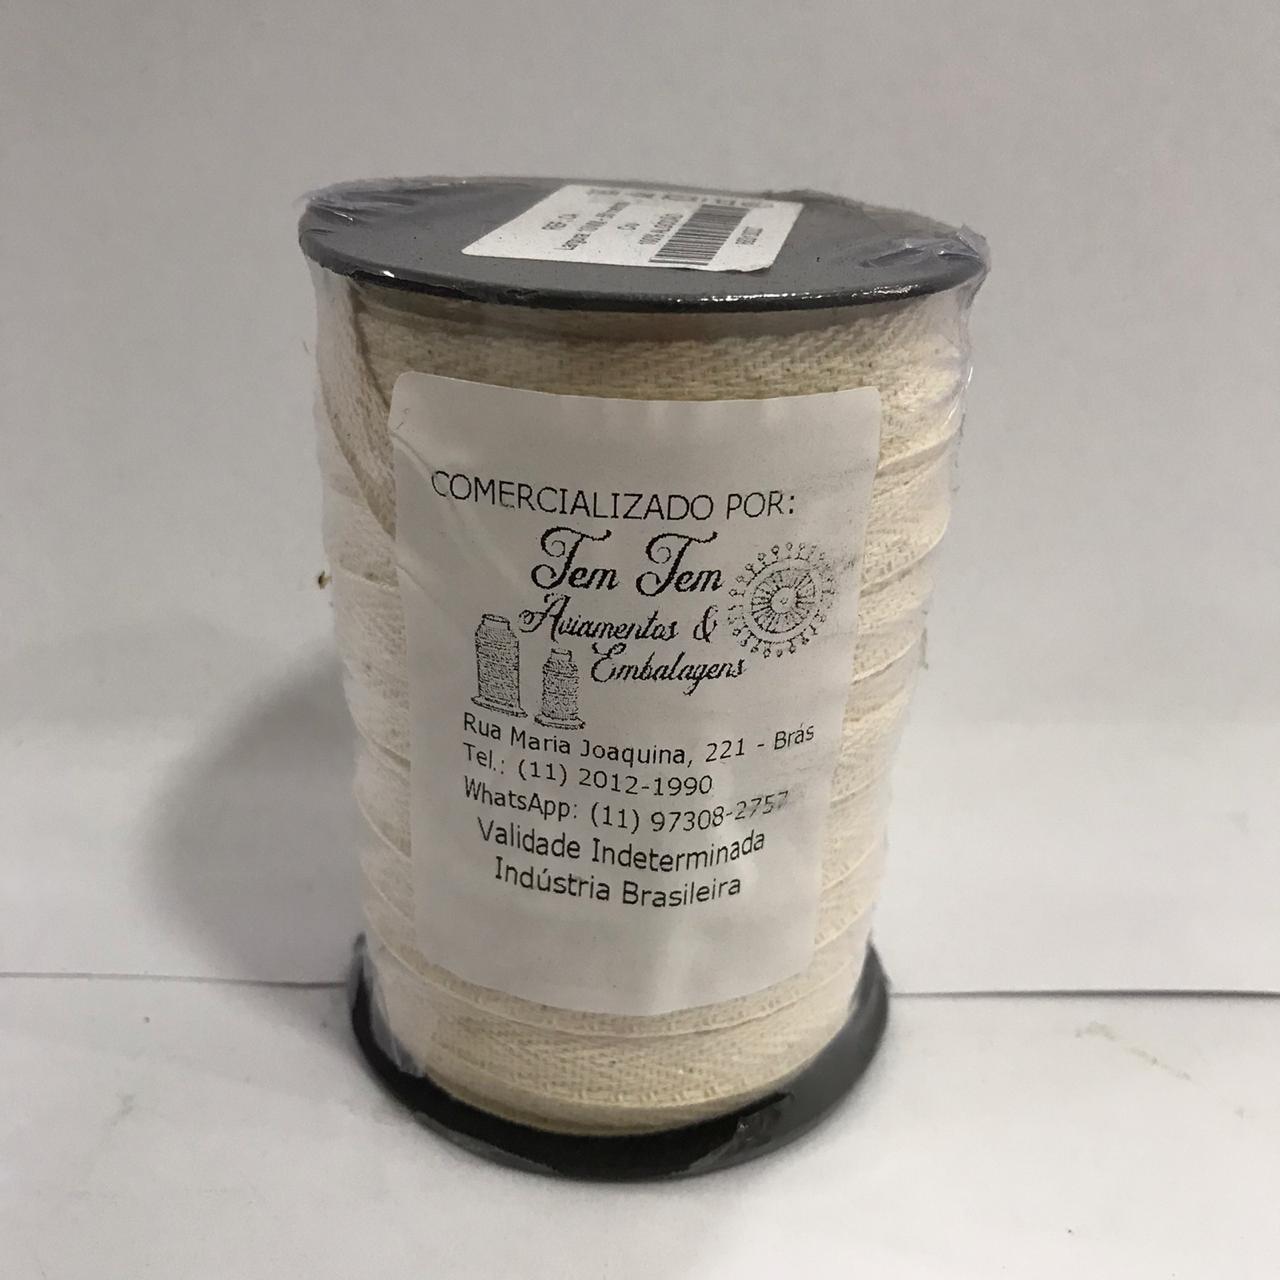 COMERCIALIZADO POR:
Tem Tem
Aviamentos &
Embalagens
Rua Maria Joaquina, 221 - Brás
Tel.: (11) 2012-1990
WhatsApp: (11) 97308-2757
Validade Indeterminada
Indústria Brasileira